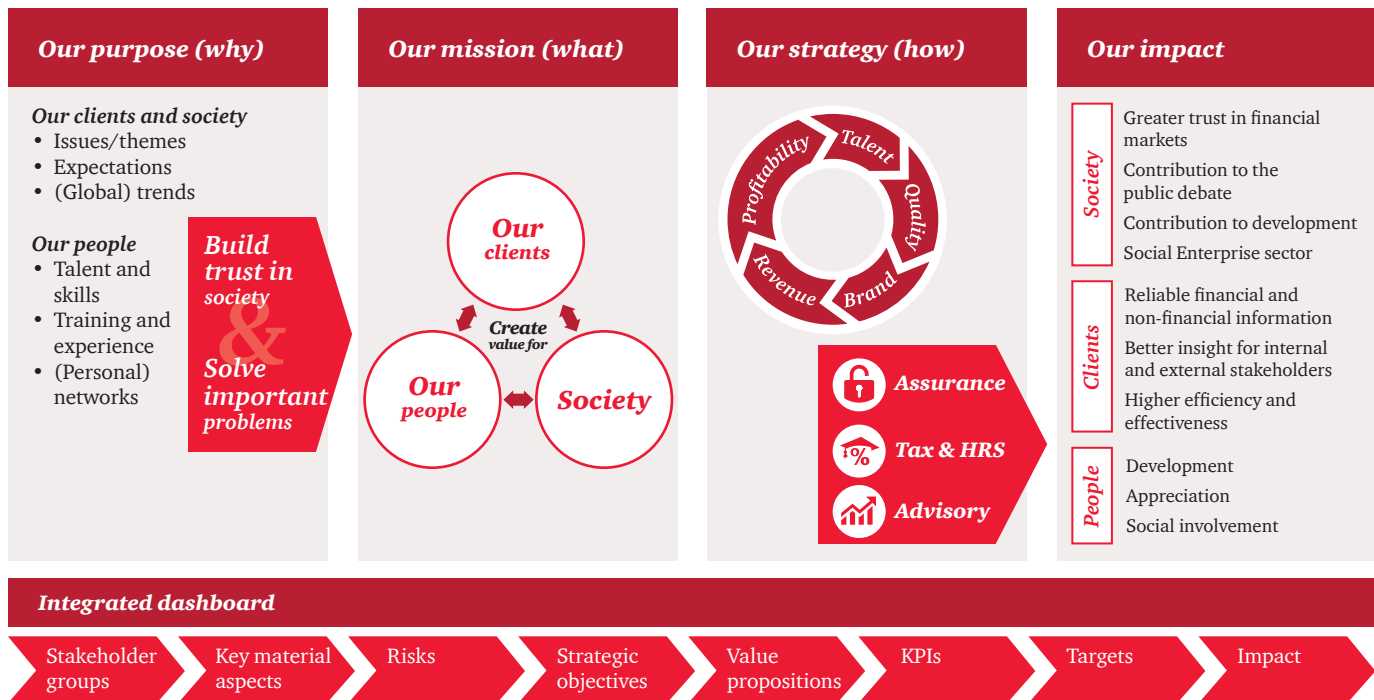 Our purpose (why)
Our clients and society
• Issues/themes
• Expectations
• (Global) trends
Our people
• Talent and
skills
• Training and
experience
• (Personal)
networks
Build
trust in
society
&
Solve
important
problems
Our mission (what)
Our
clients
Create
value for
Our
people
Society
Our strategy (how)
Profitability
Talent
Quality
Brand
Revenue
Assurance
%
Tax & HRS
Advisory
Our impact
Society
Greater trust in financial
markets
Contribution to the
public debate
Contribution to development
Social Enterprise sector
Clients
Reliable financial and
non-financial information
Better insight for internal
and external stakeholders
Higher efficiency and
effectiveness
People
Development
Appreciation
Social involvement
Integrated dashboard
Stakeholder
groups
Key material
aspects
Risks
Strategic
objectives
Value
propositions
KPIs
Targets
Impact